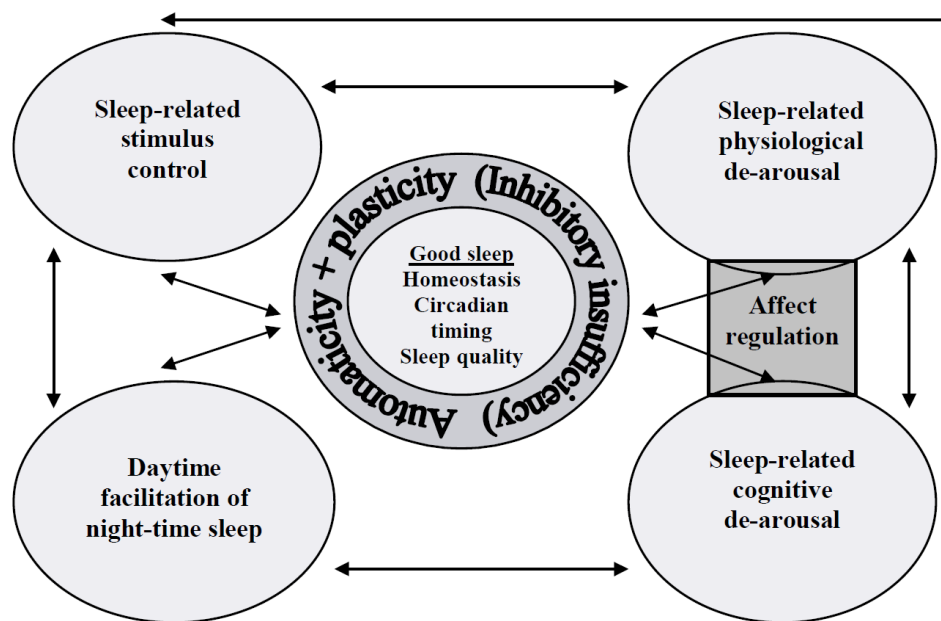 Sleep-related
stimulus
control
Sleep-related
physiological
de-arousal
Automaticity + plasticity (Inhibitory insufficiency)
Good sleep
Homeostasis
Circadian
timing
Sleep quality
Affect
regulation
Daytime
facilitation of
night-time sleep
Sleep-related
cognitive
de-arousal